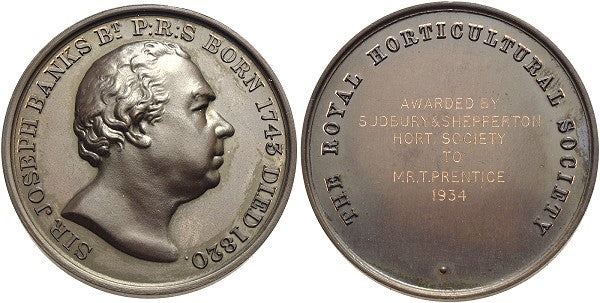 SIR JOSEPH BANKS BT P:R:S BORN 1743 DIED 1820.
THE ROYAL HORTICULTURAL SOCIETY
AWARDED BY
SUDBURY & SHEPPERTON
HORT. SOCIETY
TO
MR.T.PRENTICE
1934